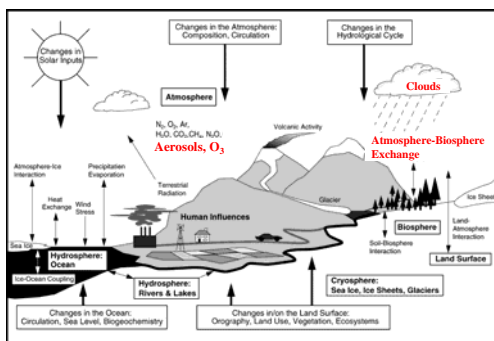 Changes in
Solar Inputs
Changes in the Atmosphere:
Composition, Circulation
Changes in the
Hydrological Cycle
Clouds
Atmosphere
N₂, O₂, Ar,
H₂O, CO₂,CH₄, N₂O,
Aerosols, O₃
Volcanic Activity
Atmosphere-Biosphere
Exchange
Atmosphere-Ice
Interaction
Precipitation
Evaporation
Heat
Exchange
Wind
Stress
Terrestrial
Radiation
Glacier
Ice Sheet
Human Influences
Biosphere
Land-
Atmosphere
Interaction
Soil-Biosphere
Interaction
Sea Ice
Hydrosphere:
Ocean
Land Surface
Ice-Ocean Coupling
Hydrosphere:
Rivers & Lakes
Cryosphere:
Sea Ice, Ice Sheets, Glaciers
Changes in the Ocean:
Circulation, Sea Level, Biogeochemistry
Changes in/on the Land Surface:
Orography, Land Use, Vegetation, Ecosystems